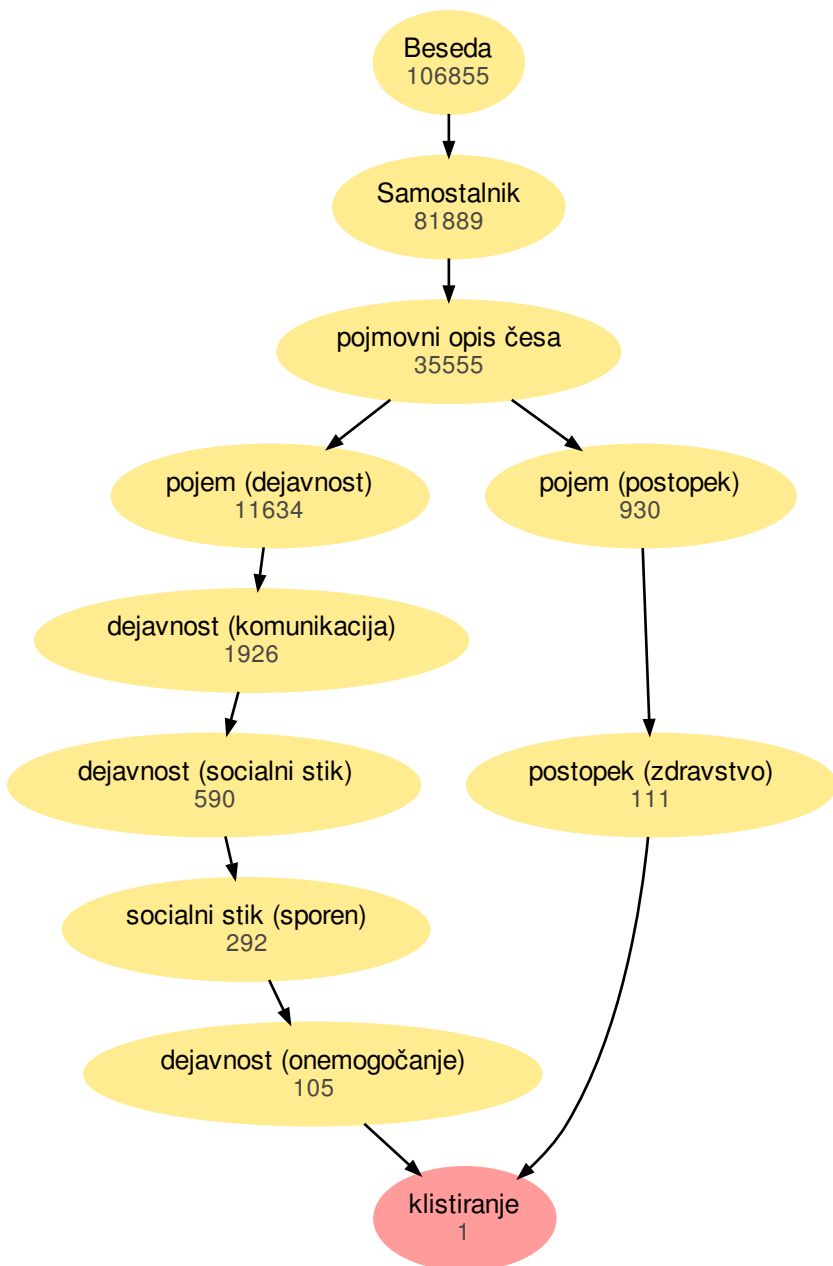 Beseda
106855
Samostalnik
81889
pojmovni opis česa
35555
pojem (dejavnost)
11634
pojem (postopek)
930
dejavnost (komunikacija)
1926
dejavnost (socialni stik)
590
postopek (zdravstvo)
111
socialni stik (sporen)
292
dejavnost (onemogočanje)
105
klistiranje
1